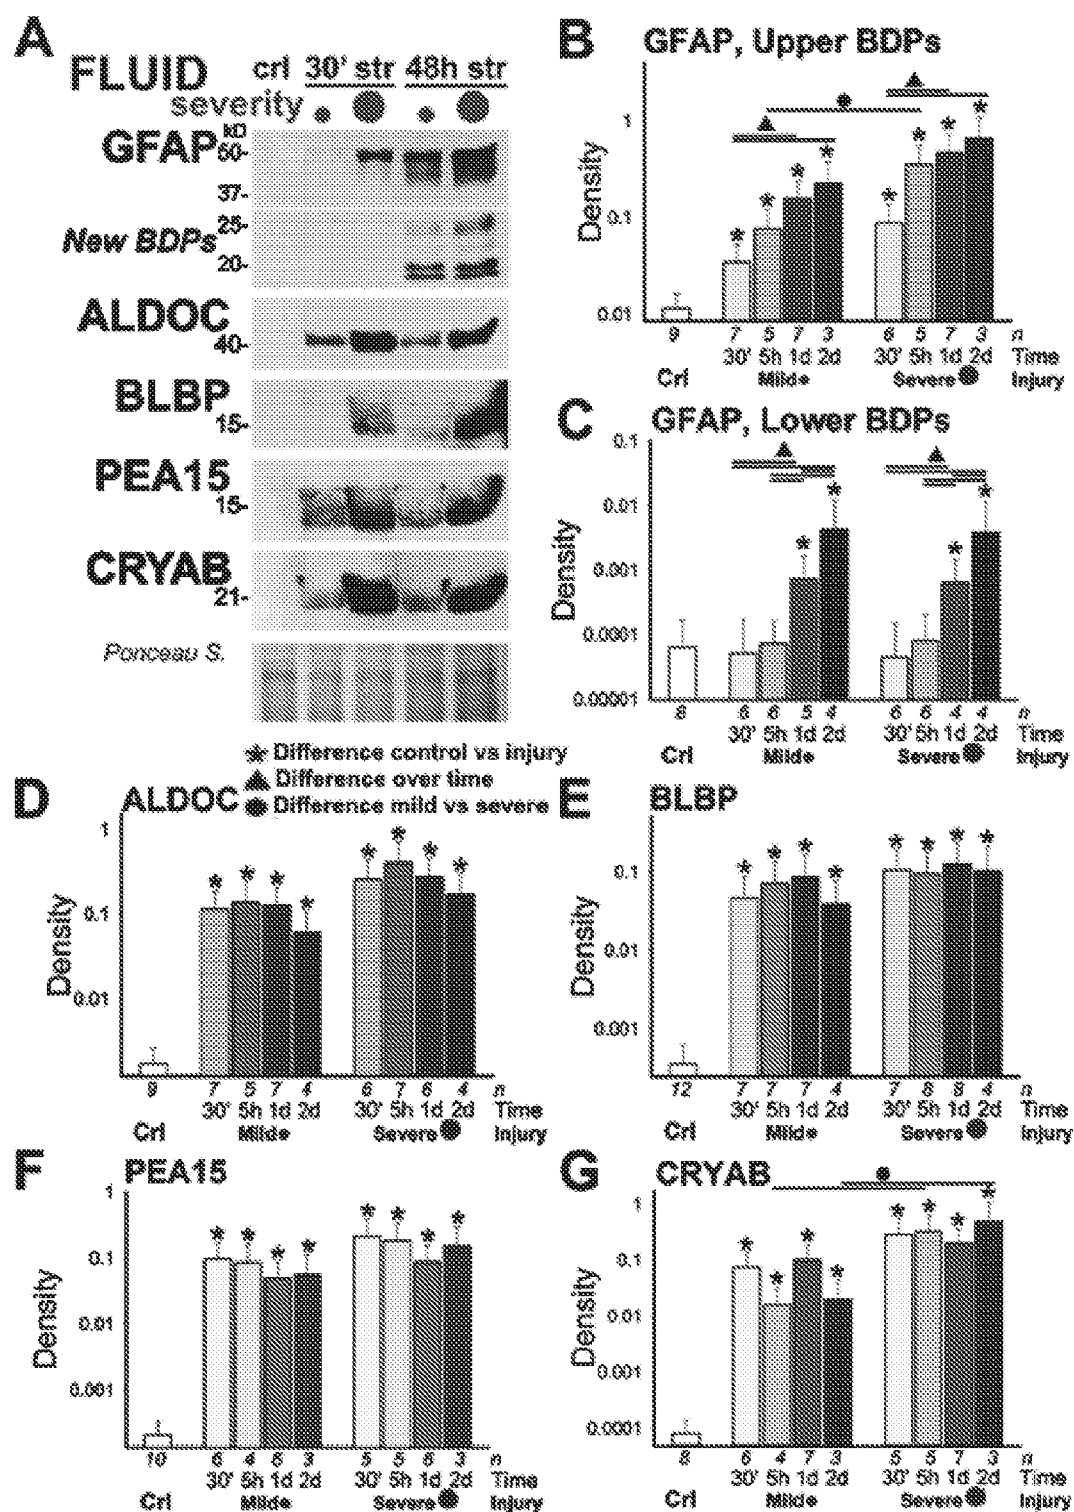 A
FLUID crl 30' str 48h str
severity
kD
GFAP 50-
37-
25-
New BDPs
20-
ALDOC
40-
BLBP
15-
PEA15
15-
CRYAB
21-
Ponceau S.
★ Difference control vs injury
▲ Difference over time
● Difference mild vs severe
B GFAP, Upper BDPs
Density
1
0.1
0.01
9 7 5 7 3 6 5 7 3 n
30' 5h 1d 2d 30' 5h 1d 2d Time
Crl Mild● Severe● Injury
C GFAP, Lower BDPs
Density
0.1
0.01
0.001
0.0001
0.00001
6 6 5 4 6 6 4 4 n
30' 5h 1d 2d 30' 5h 1d 2d Time
Crl Mild● Severe● Injury
D ALDOC
Density
1
0.1
0.01
9 7 5 7 4 6 7 6 4 n
30' 5h 1d 2d 30' 5h 1d 2d Time
Crl Mild● Severe● Injury
E BLBP
Density
0.1
0.01
0.001
12 7 7 7 4 7 4 n
30' 5h 1d 2d 30' 5h 1d 2d Time
Crl Mild● Severe● Injury
F PEA15
Density
1
0.1
0.01
0.001
10 6 4 6 3 5 5 6 3 n
30' 5h 1d 2d 30' 5h 1d 2d Time
Crl Mild● Severe● Injury
G CRYAB
Density
1
0.1
0.01
0.001
0.0001
6 4 7 3 5 5 7 3 n
30' 5h 1d 2d 30' 5h 1d 2d Time
Crl Mild● Severe● Injury